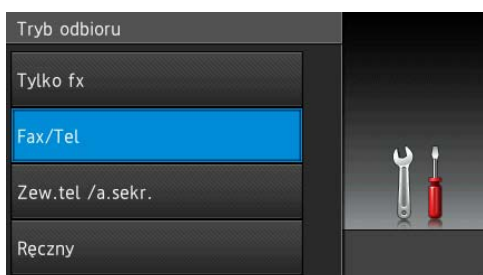 Tryb odbioru
Tylko fx
Fax/Tel
Zew.tel /a.sekr.
Ręczny